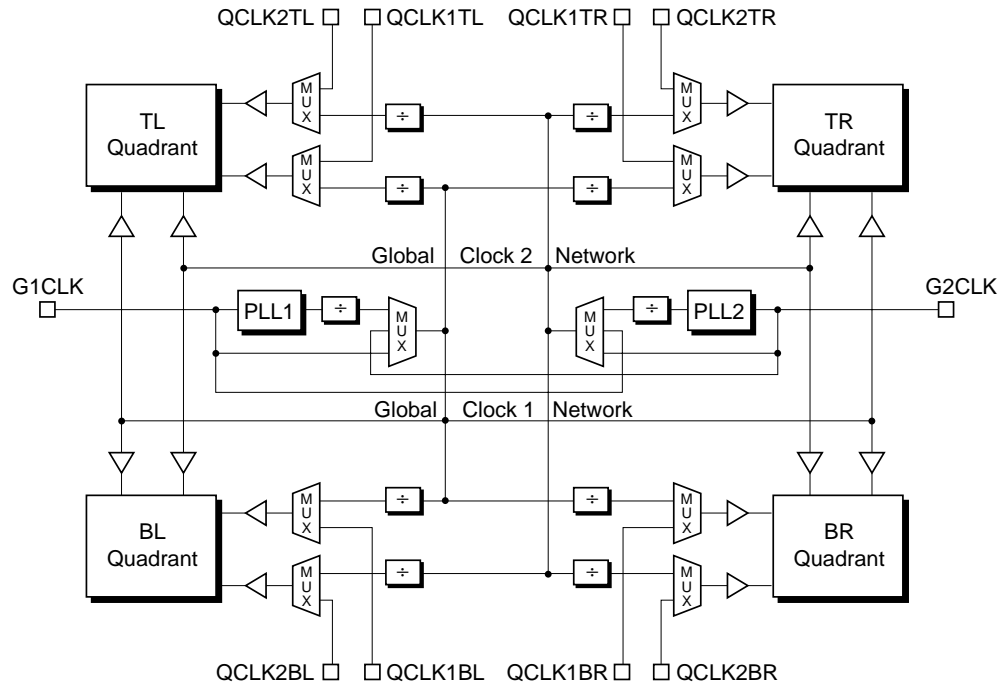 QCLK2TL QCLK1TL QCLK1TR QCLK2TR
MUX ÷ ÷ MUX
TL Quadrant
TR Quadrant
MUX ÷ ÷ MUX
Global Clock 2 Network
G1CLK PLL1 ÷ MUX MUX ÷ PLL2 G2CLK
Global Clock 1 Network
MUX ÷ ÷ MUX
BL Quadrant
BR Quadrant
MUX ÷ ÷ MUX
QCLK2BL QCLK1BL QCLK1BR QCLK2BR